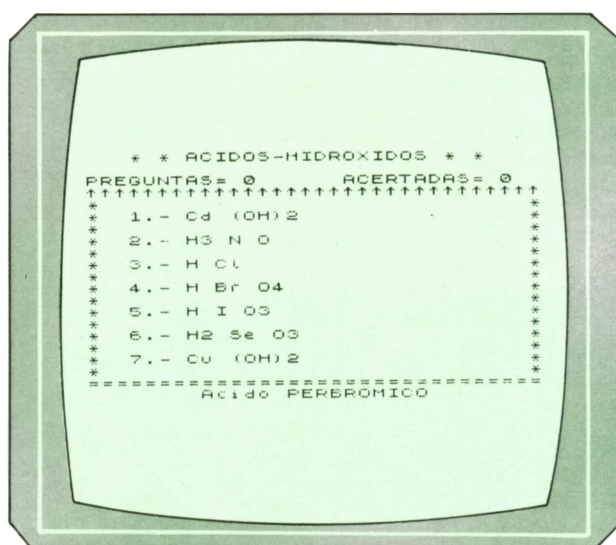 * * ACIDOS-HIDROXIDOS * *
PREGUNTAS= 0 ACERTADAS= 0
↑↑↑↑↑↑↑↑↑↑↑↑↑↑↑↑↑↑↑↑↑↑↑↑↑↑↑↑↑↑
* 1.- Cd (OH)2 *
* 2.- H3 N O *
* 3.- H Cl *
* 4.- H Br O4 *
* 5.- H I O3 *
* 6.- H2 Se O3 *
* 7.- Cu (OH)2 *
==============================
Acido PERBROMICO